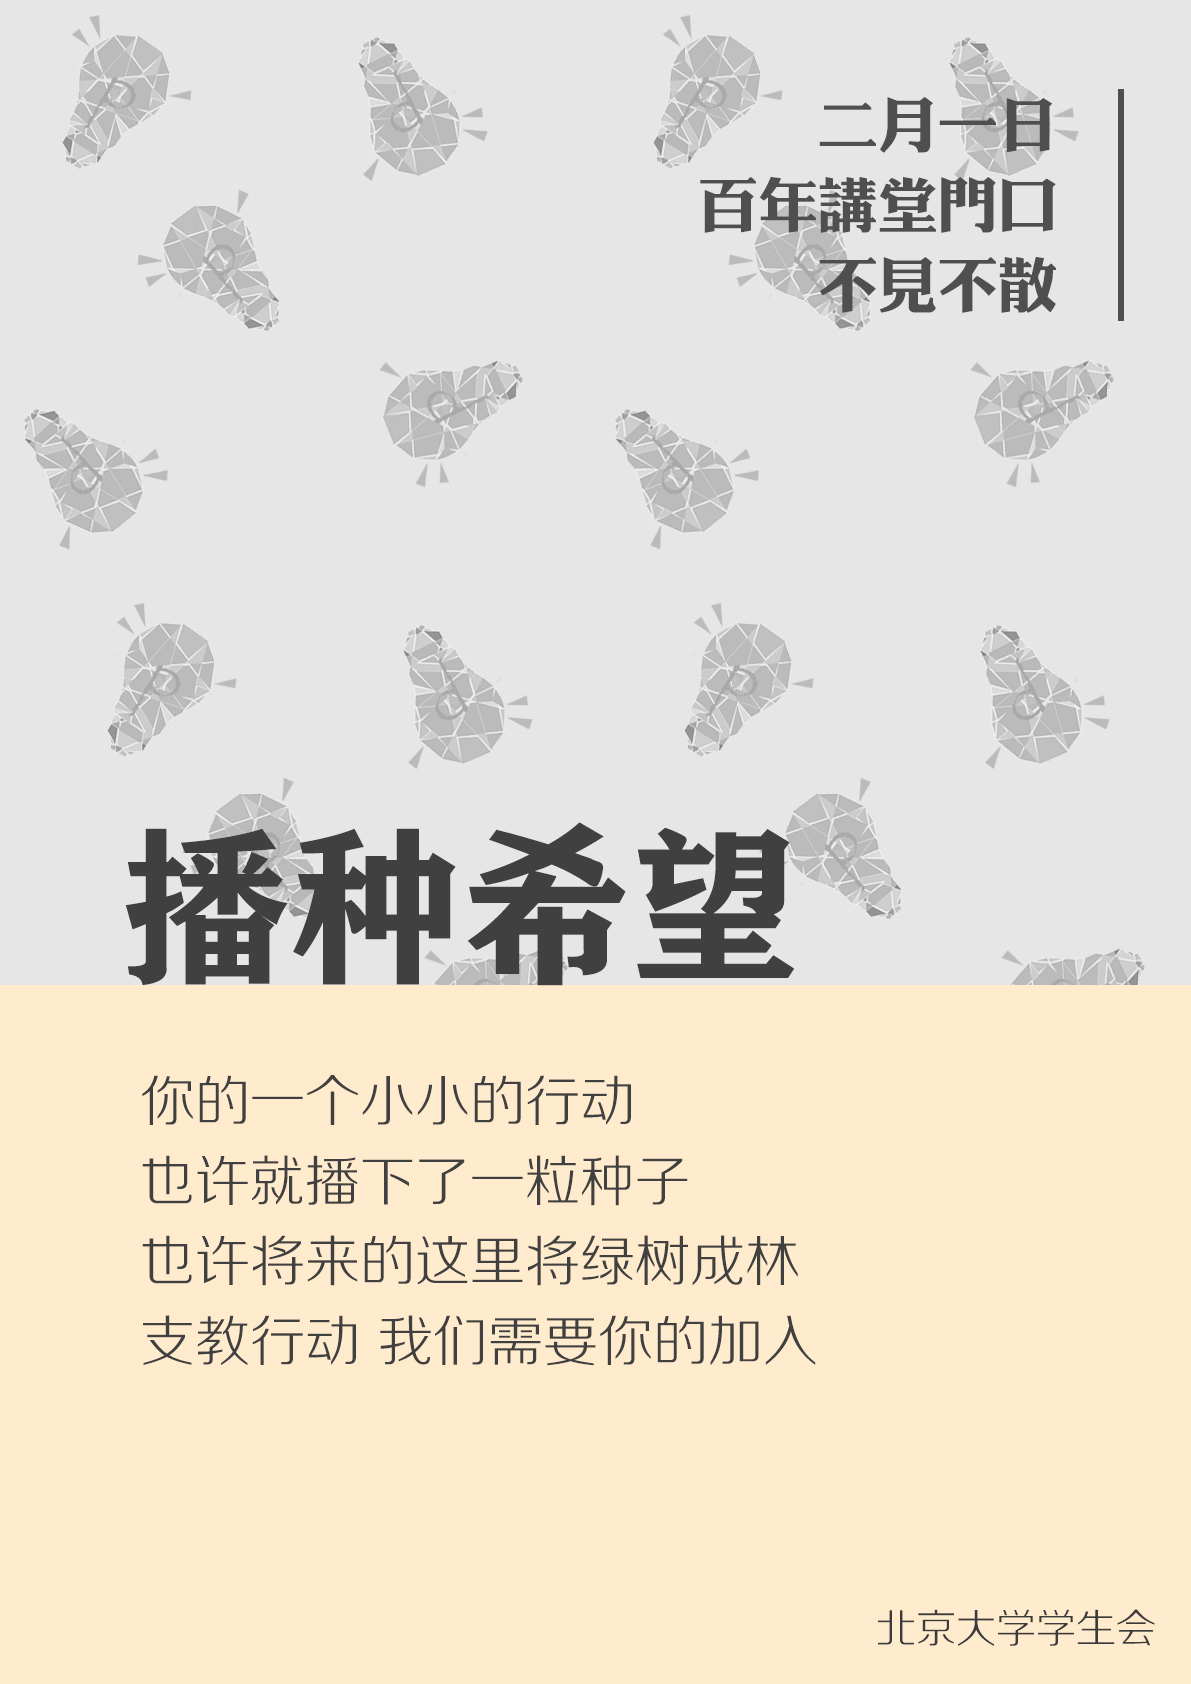 二月一日
百年講堂門口
不見不散
播种希望
你的一个小小的行动
也许就播下了一粒种子
也许将来的这里将绿树成林
支教行动 我们需要你的加入
北京大学学生会